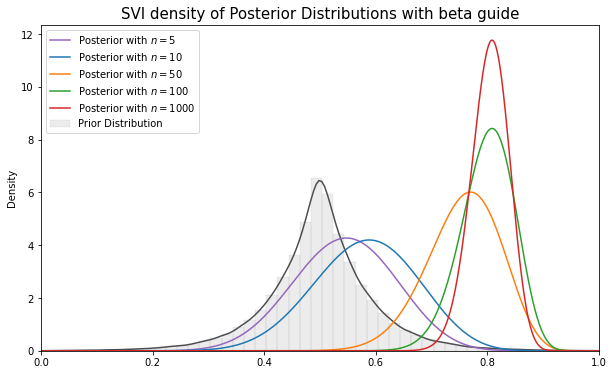 SVI density of Posterior Distributions with beta guide
12
10
8
6
4
2
0
Density
Posterior with n = 5
Posterior with n = 10
Posterior with n = 50
Posterior with n = 100
Posterior with n = 1000
Prior Distribution
0.0 0.2 0.4 0.6 0.8 1.0